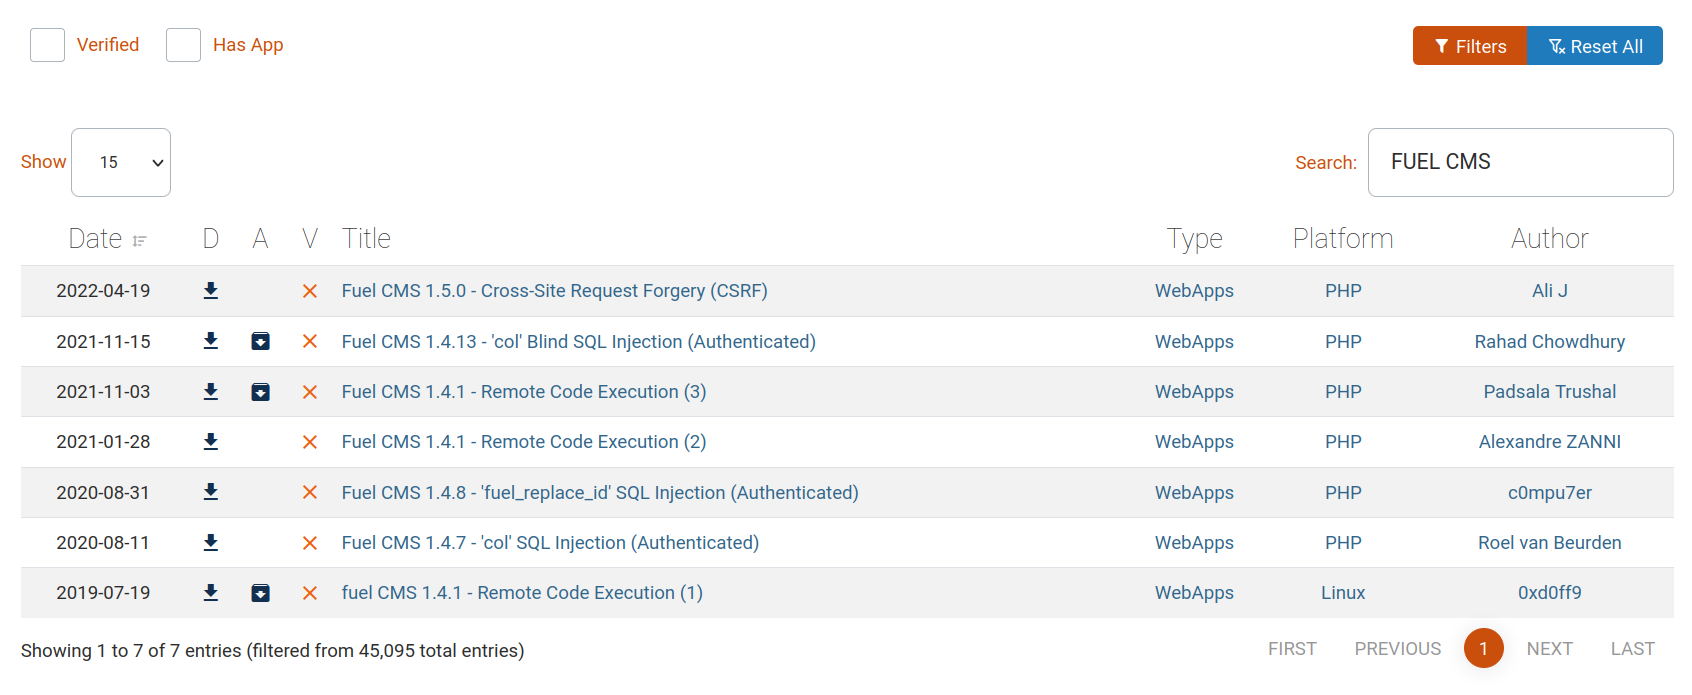 Verified Has App Filters Reset All
Show 15 Search: FUEL CMS
Date D A V Title Type Platform Author
2022-04-19 Fuel CMS 1.5.0 - Cross-Site Request Forgery (CSRF) WebApps PHP Ali J
2021-11-15 Fuel CMS 1.4.13 - 'col' Blind SQL Injection (Authenticated) WebApps PHP Rahad Chowdhury
2021-11-03 Fuel CMS 1.4.1 - Remote Code Execution (3) WebApps PHP Padsala Trushal
2021-01-28 Fuel CMS 1.4.1 - Remote Code Execution (2) WebApps PHP Alexandre ZANNI
2020-08-31 Fuel CMS 1.4.8 - 'fuel_replace_id' SQL Injection (Authenticated) WebApps PHP c0mpu7er
2020-08-11 Fuel CMS 1.4.7 - 'col' SQL Injection (Authenticated) WebApps PHP Roel van Beurden
2019-07-19 fuel CMS 1.4.1 - Remote Code Execution (1) WebApps Linux 0xd0ff9
Showing 1 to 7 of 7 entries (filtered from 45,095 total entries) FIRST PREVIOUS 1 NEXT LAST